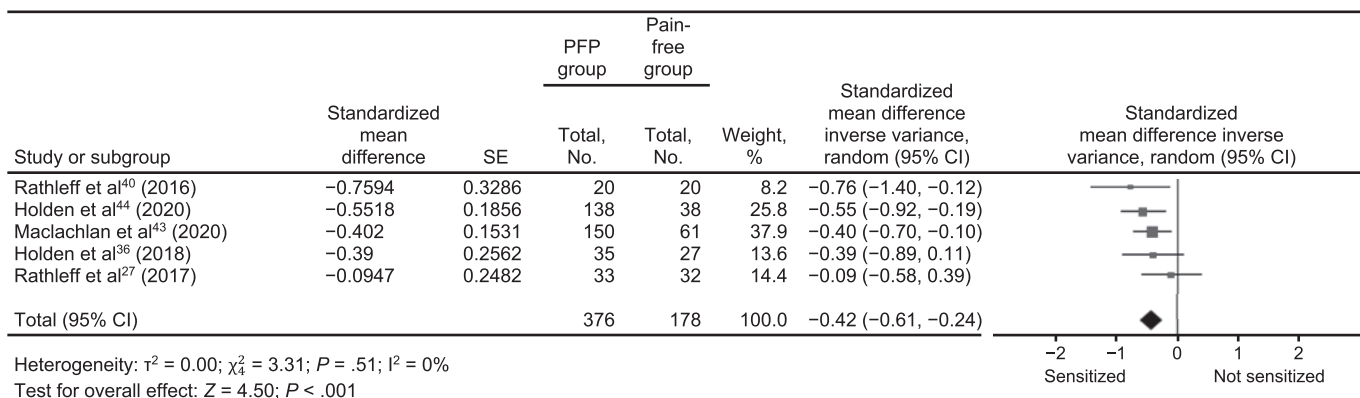 PFP group
Pain-free group
Study or subgroup
Standardized mean difference
SE
Total, No.
Total, No.
Weight, %
Standardized mean difference inverse variance, random (95% CI)
Standardized mean difference inverse variance, random (95% CI)
Rathleff et al40 (2016) −0.7594 0.3286 20 20 8.2 −0.76 (−1.40, −0.12)
Holden et al44 (2020) −0.5518 0.1856 138 38 25.8 −0.55 (−0.92, −0.19)
Maclachlan et al43 (2020) −0.402 0.1531 150 61 37.9 −0.40 (−0.70, −0.10)
Holden et al36 (2018) −0.39 0.2562 35 27 13.6 −0.39 (−0.89, 0.11)
Rathleff et al27 (2017) −0.0947 0.2482 33 32 14.4 −0.09 (−0.58, 0.39)
Total (95% CI) 376 178 100.0 −0.42 (−0.61, −0.24)
Heterogeneity: τ² = 0.00; χ²₄ = 3.31; P = .51; I² = 0%
Test for overall effect: Z = 4.50; P < .001
−2 −1 0 1 2
Sensitized Not sensitized